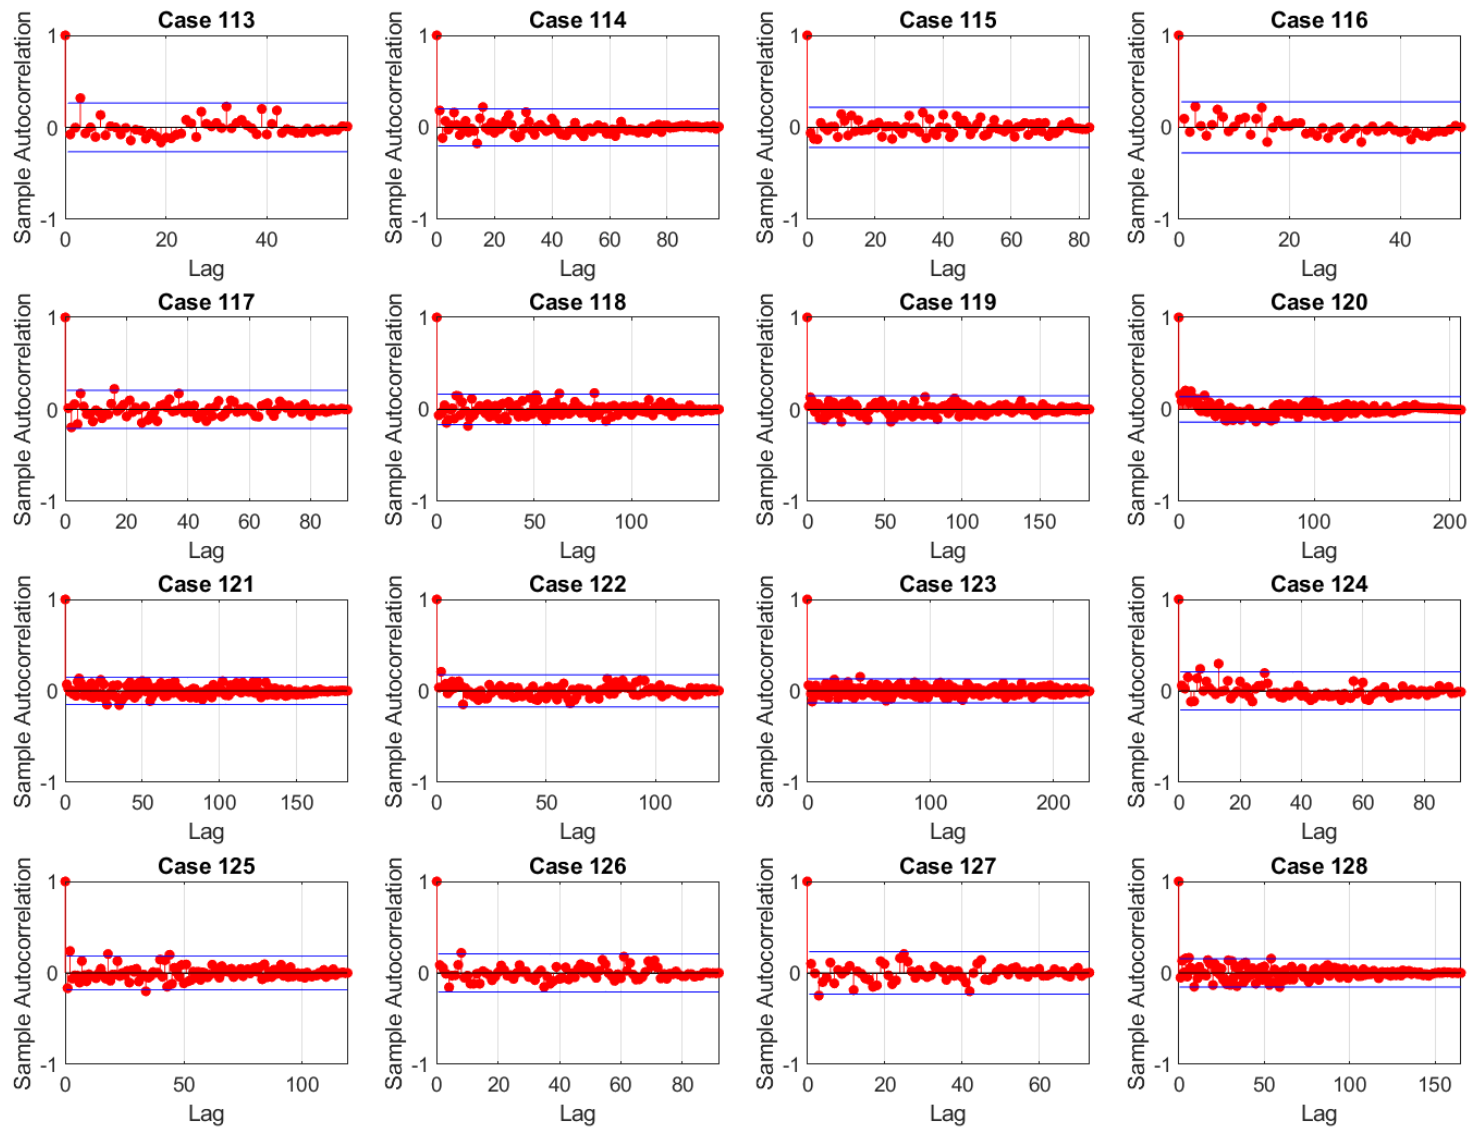 Case 113 Case 114 Case 115 Case 116
Sample Autocorrelation Sample Autocorrelation Sample Autocorrelation Sample Autocorrelation
1 1 1 1
0 0 0 0
-1 -1 -1 -1
0 20 40 0 20 40 60 80 0 20 40 60 80 0 20 40
Lag Lag Lag Lag
Case 117 Case 118 Case 119 Case 120
Sample Autocorrelation Sample Autocorrelation Sample Autocorrelation Sample Autocorrelation
1 1 1 1
0 0 0 0
-1 -1 -1 -1
0 20 40 60 80 0 50 100 0 50 100 150 0 100 200
Lag Lag Lag Lag
Case 121 Case 122 Case 123 Case 124
Sample Autocorrelation Sample Autocorrelation Sample Autocorrelation Sample Autocorrelation
1 1 1 1
0 0 0 0
-1 -1 -1 -1
0 50 100 150 0 50 100 0 100 200 0 20 40 60 80
Lag Lag Lag Lag
Case 125 Case 126 Case 127 Case 128
Sample Autocorrelation Sample Autocorrelation Sample Autocorrelation Sample Autocorrelation
1 1 1 1
0 0 0 0
-1 -1 -1 -1
0 50 100 0 20 40 60 80 0 20 40 60 0 50 100 150
Lag Lag Lag Lag